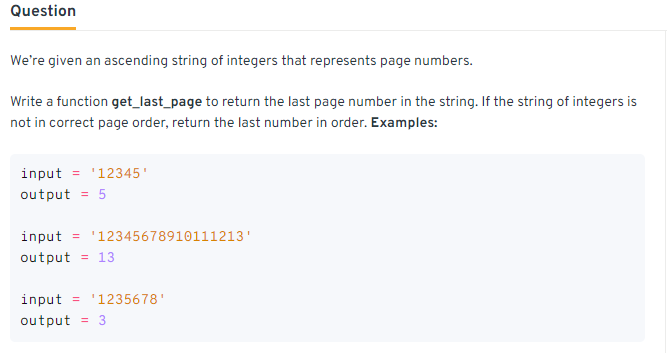 Question
We’re given an ascending string of integers that represents page numbers.
Write a function get_last_page to return the last page number in the string. If the string of integers is
not in correct page order, return the last number in order. Examples:
input = '12345'
output = 5
input = '12345678910111213'
output = 13
input = '1235678'
output = 3